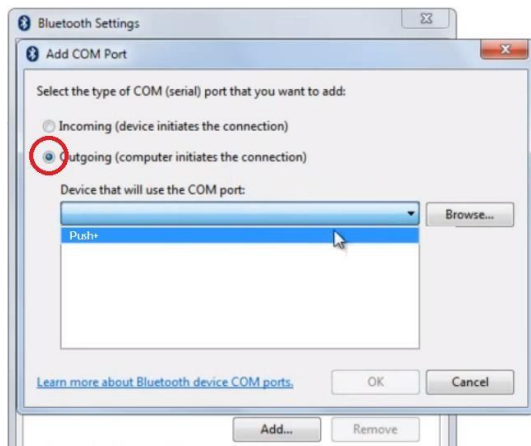 Bluetooth Settings
Add COM Port
Select the type of COM (serial) port that you want to add:
Incoming (device initiates the connection)
Outgoing (computer initiates the connection)
Device that will use the COM port:
Browse...
Push+
Learn more about Bluetooth device COM ports.
OK
Cancel
Add...
Remove